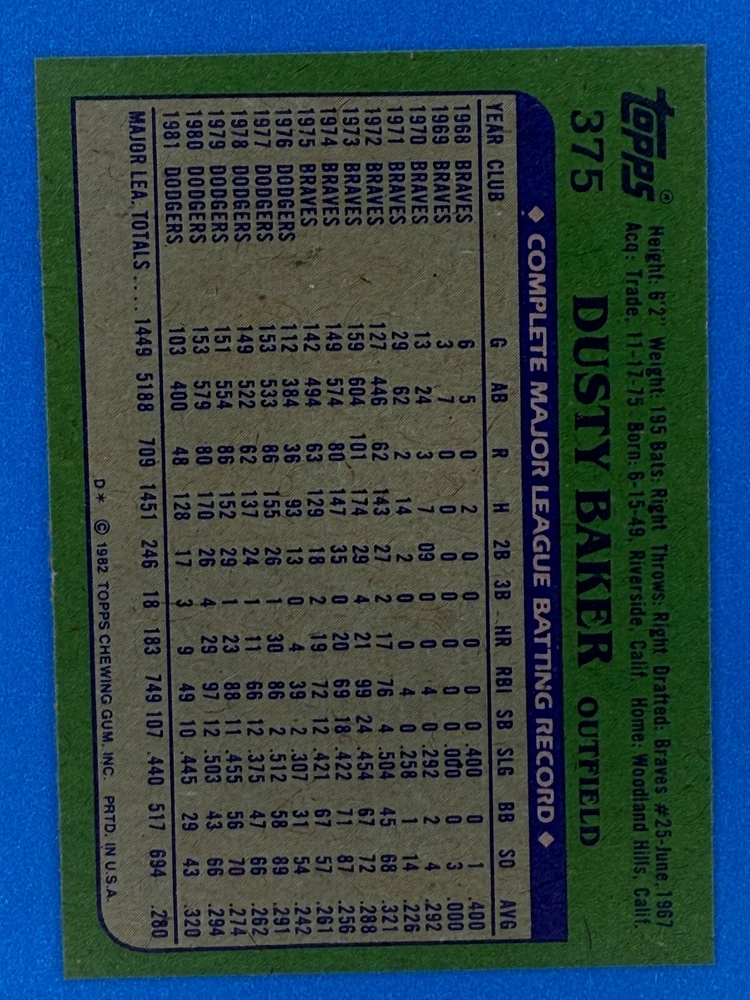 topps®
Height: 6'2" Weight: 195 Bats: Right Throws: Right Drafted: Braves #25-June, 1967
Acq: Trade, 11-17-75 Born: 6-15-49, Riverside, Calif. Home: Woodland Hills, Calif.
375 DUSTY BAKER OUTFIELD
◆ COMPLETE MAJOR LEAGUE BATTING RECORD ◆
YEAR CLUB G AB R H 2B 3B HR RBI SB SLG BB SO AVG
1968 BRAVES 6 5 0 2 0 0 0 0 0 .400 0 1 .400
1969 BRAVES 3 7 0 0 0 0 0 0 0 .000 0 3 .000
1970 BRAVES 13 24 3 7 09 0 0 4 0 .292 2 4 .292
1971 BRAVES 29 62 2 14 2 0 0 4 0 .258 1 14 .226
1972 BRAVES 127 446 62 143 27 2 17 76 4 .504 45 68 .321
1973 BRAVES 159 604 101 174 29 4 21 99 24 .454 67 72 .288
1974 BRAVES 149 574 80 147 35 0 20 69 18 .422 71 87 .256
1975 BRAVES 142 494 63 129 18 2 19 72 12 .421 67 57 .261
1976 DODGERS 112 384 36 93 13 0 4 39 2 .307 31 54 .242
1977 DODGERS 153 533 86 155 26 1 30 86 2 .512 58 89 .291
1978 DODGERS 149 522 62 137 24 1 11 66 12 .375 47 66 .262
1979 DODGERS 151 554 86 152 29 1 23 88 11 .455 56 70 .274
1980 DODGERS 153 579 80 170 26 4 29 97 12 .503 43 66 .294
1981 DODGERS 103 400 48 128 17 3 9 49 10 .445 29 43 .320
MAJOR LEA. TOTALS .... 1449 5188 709 1451 246 18 183 749 107 .440 517 694 .280
D* © 1982 TOPPS CHEWING GUM, INC. PRTD. IN U.S.A.